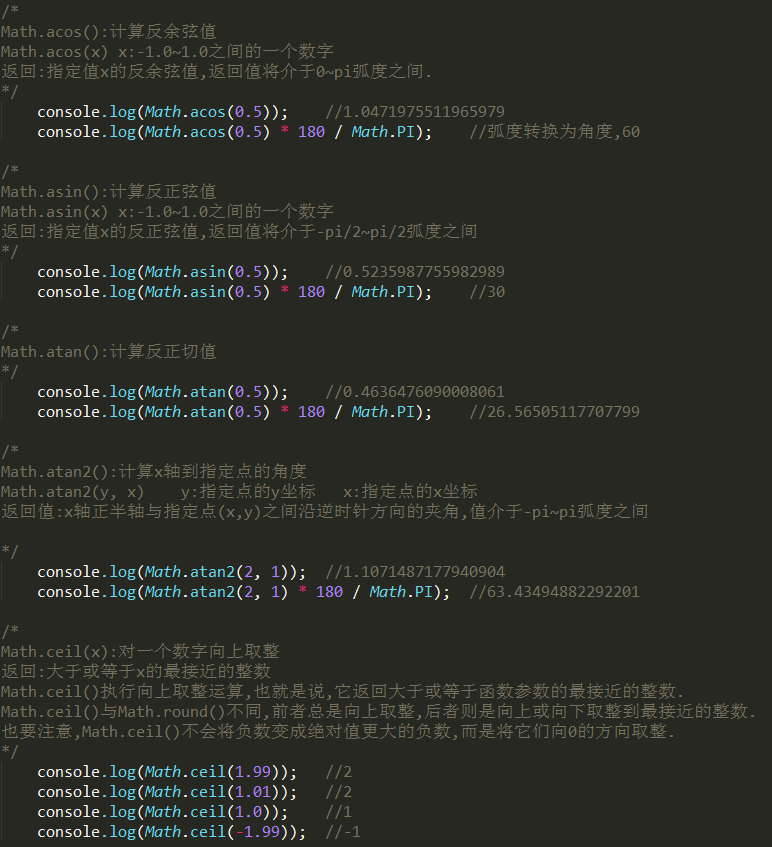 /*
Math.acos():计算反余弦值
Math.acos(x) x:-1.0~1.0之间的一个数字
返回:指定值x的反余弦值,返回值将介于0~pi弧度之间.
*/
console.log(Math.acos(0.5));    //1.0471975511965979
console.log(Math.acos(0.5) * 180 / Math.PI);    //弧度转换为角度,60
/*
Math.asin():计算反正弦值
Math.asin(x) x:-1.0~1.0之间的一个数字
返回:指定值x的反正弦值,返回值将介于-pi/2~pi/2弧度之间
*/
console.log(Math.asin(0.5));    //0.5235987755982989
console.log(Math.asin(0.5) * 180 / Math.PI);    //30
/*
Math.atan():计算反正切值
*/
console.log(Math.atan(0.5));    //0.4636476090008061
console.log(Math.atan(0.5) * 180 / Math.PI);    //26.56505117707799
/*
Math.atan2():计算x轴到指定点的角度
Math.atan2(y, x)    y:指定点的y坐标   x:指定点的x坐标
返回值:x轴正半轴与指定点(x,y)之间沿逆时针方向的夹角,值介于-pi~pi弧度之间
*/
console.log(Math.atan2(2, 1));  //1.1071487177940904
console.log(Math.atan2(2, 1) * 180 / Math.PI);  //63.43494882292201
/*
Math.ceil(x):对一个数字向上取整
返回:大于或等于x的最接近的整数
Math.ceil()执行向上取整运算,也就是说,它返回大于或等于函数参数的最接近的整数.
Math.ceil()与Math.round()不同,前者总是向上取整,后者则是向上或向下取整到最接近的整数.
也要注意,Math.ceil()不会将负数变成绝对值更大的负数,而是将它们向0的方向取整.
*/
console.log(Math.ceil(1.99));   //2
console.log(Math.ceil(1.01));   //2
console.log(Math.ceil(1.0));    //1
console.log(Math.ceil(-1.99));  //-1